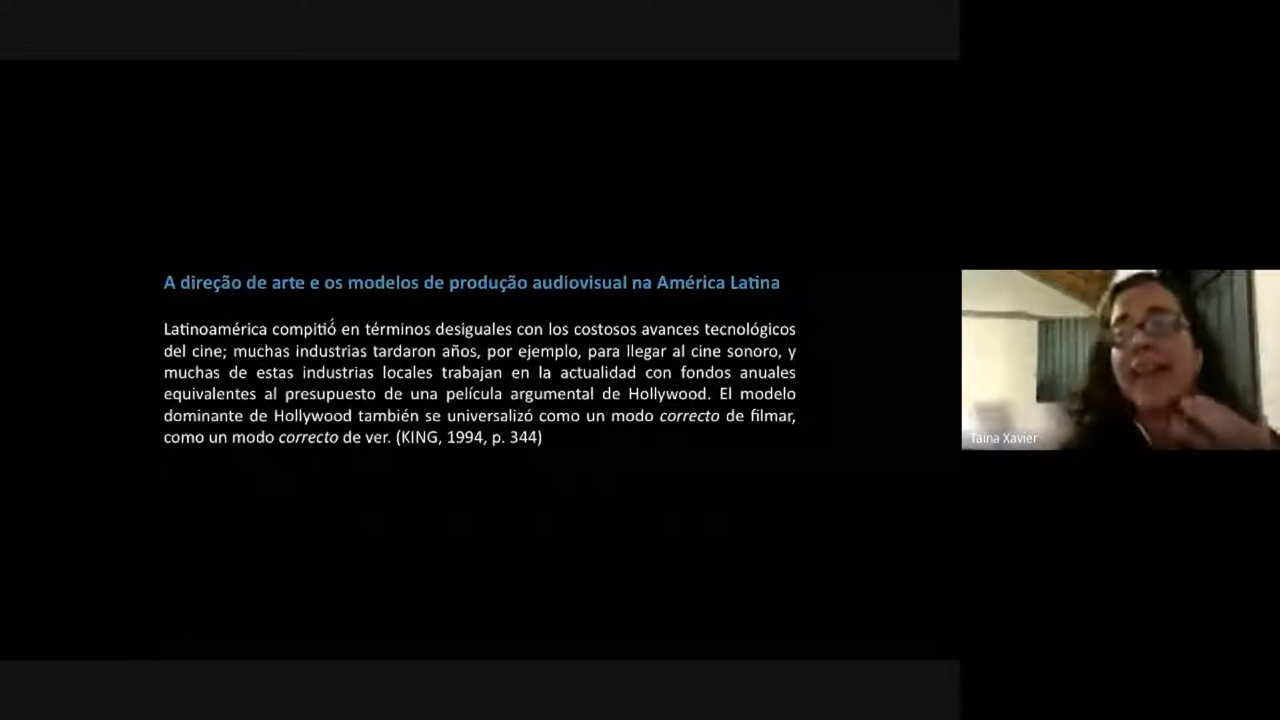 A direção de arte e os modelos de produção audiovisual na América Latina
Latinoamérica compitió en términos desiguales con los costosos avances tecnológicos
del cine; muchas industrias tardaron años, por ejemplo, para llegar al cine sonoro, y
muchas de estas industrias locales trabajan en la actualidad con fondos anuales
equivalentes al presupuesto de una película argumental de Hollywood. El modelo
dominante de Hollywood también se universalizó como un modo correcto de filmar,
como un modo correcto de ver. (KING, 1994, p. 344)
Taina Xavier